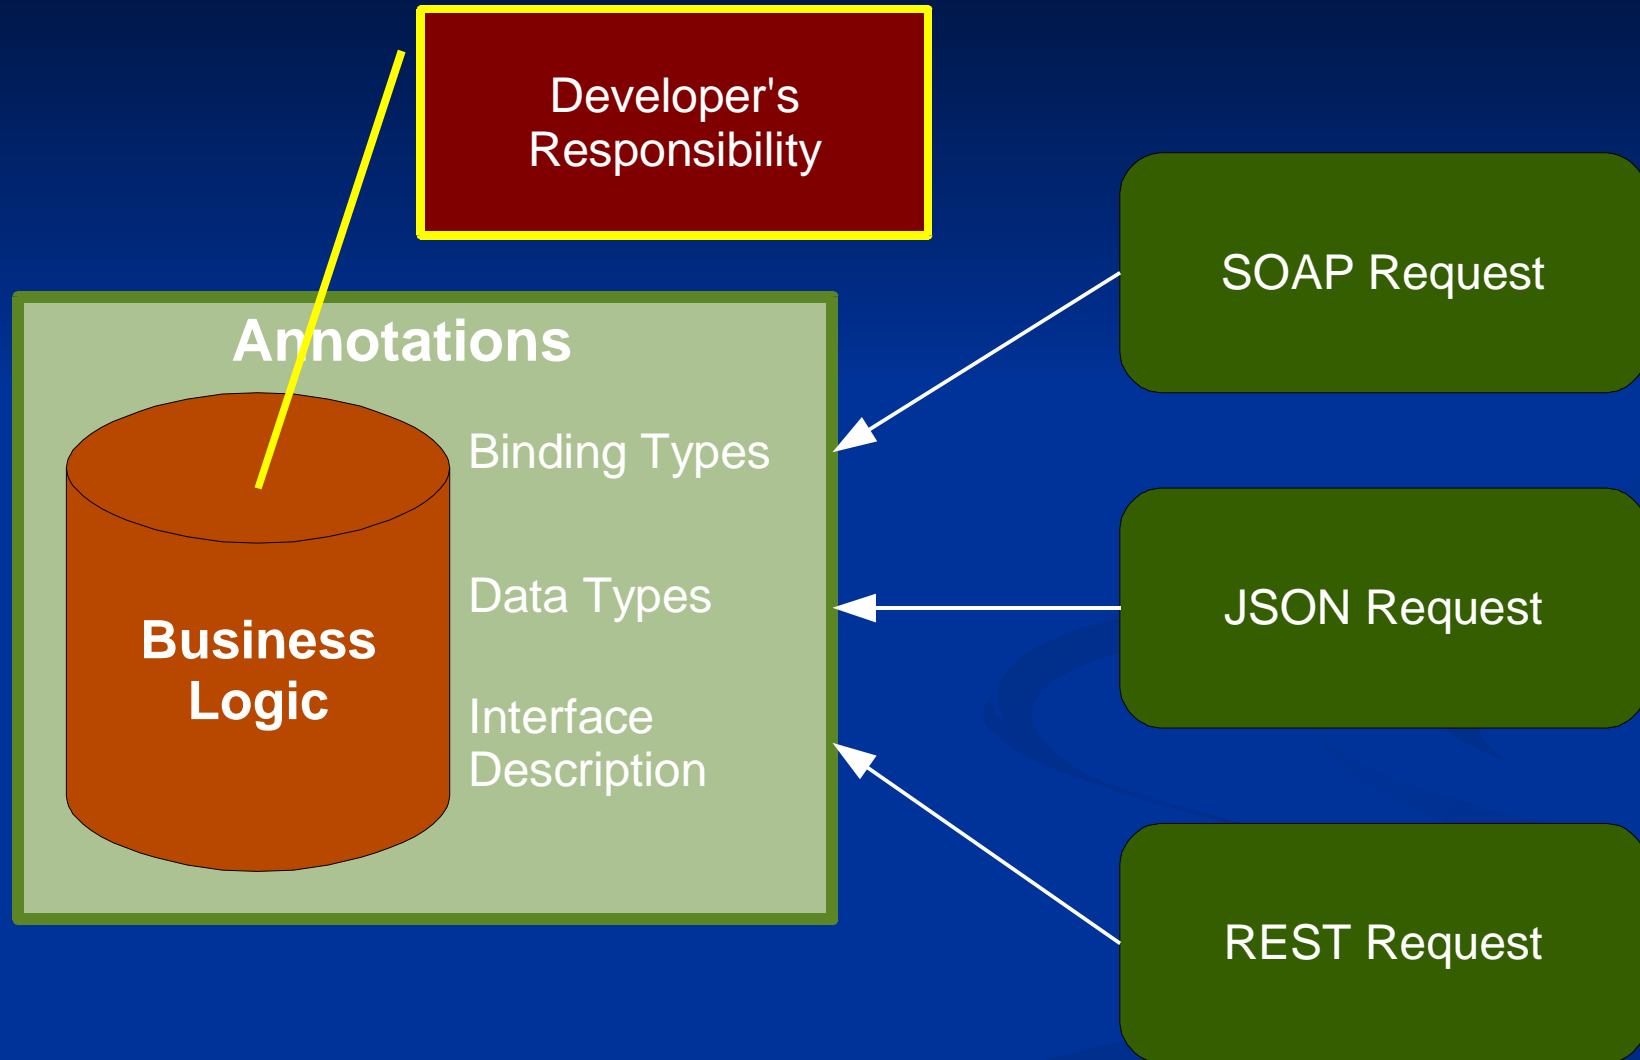 Developer's
Responsibility
SOAP Request
Annotations
Binding Types
Data Types
JSON Request
Business
Logic
Interface
Description
REST Request